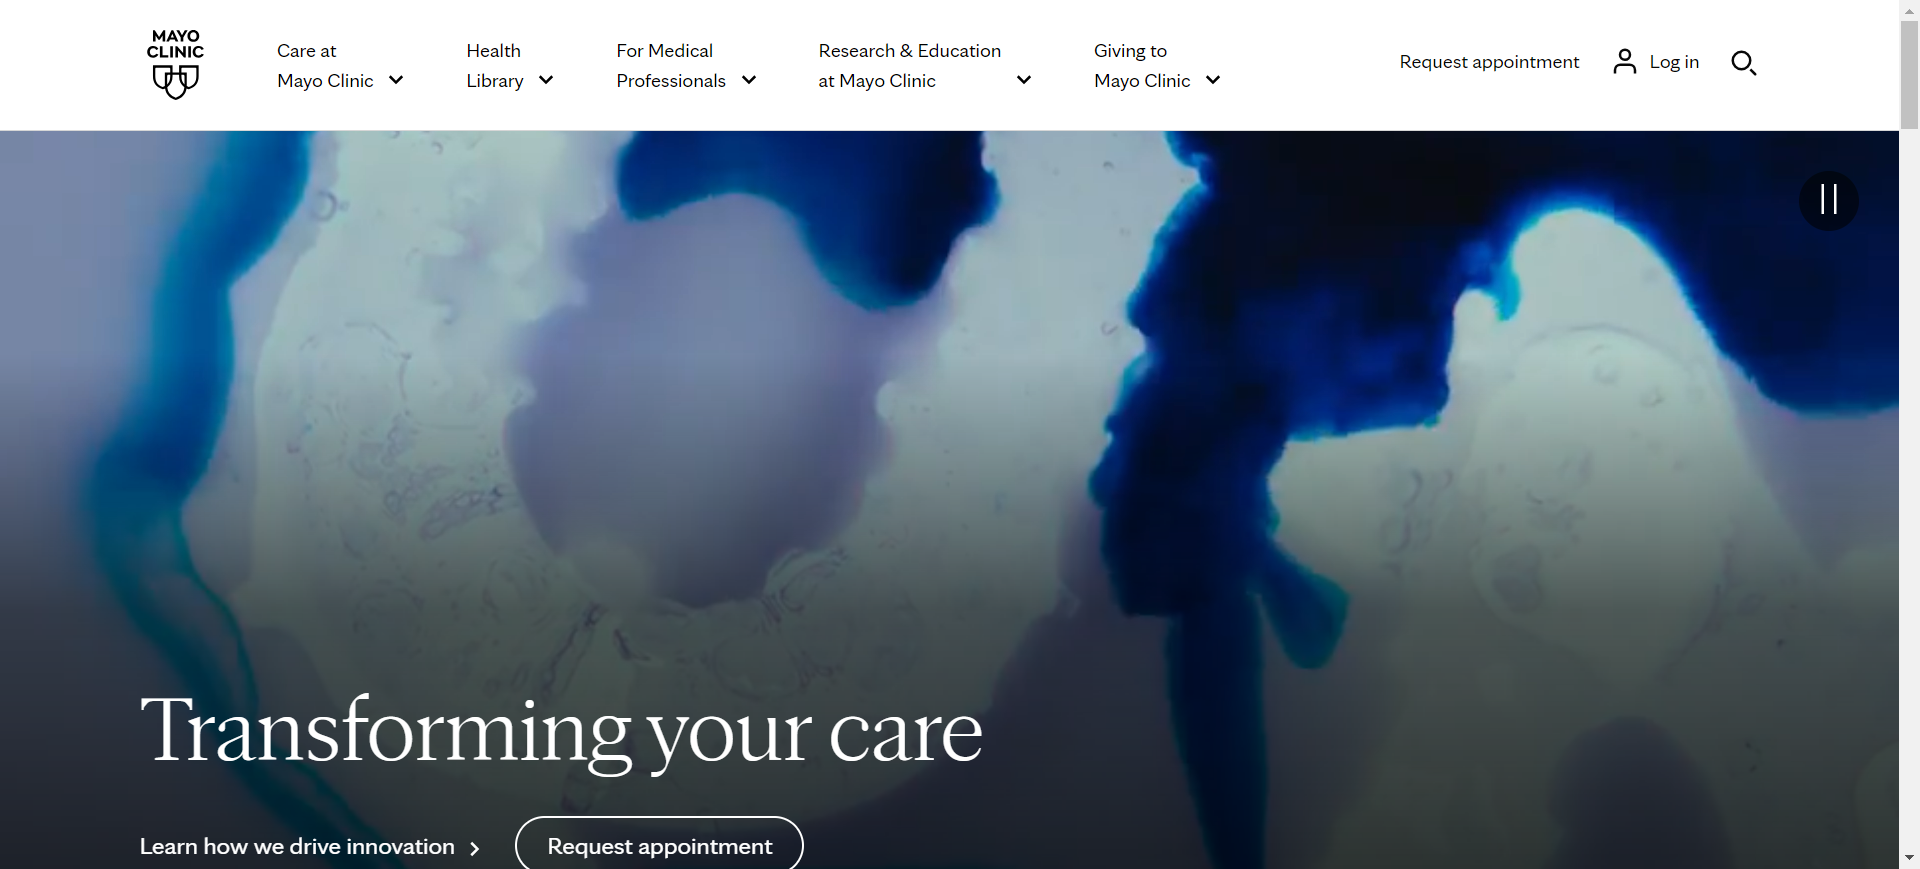 MAYO
CLINIC
Care at
Mayo Clinic
Health
Library
For Medical
Professionals
Research & Education
at Mayo Clinic
Giving to
Mayo Clinic
Request appointment
Log in
Transforming your care
Learn how we drive innovation
Request appointment